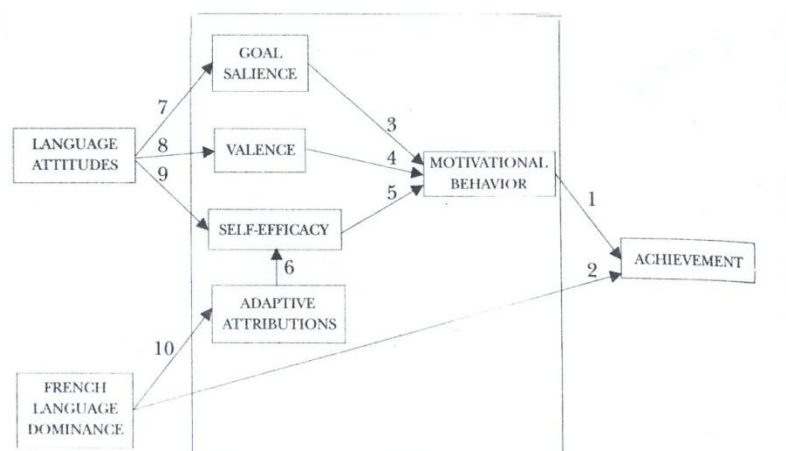 GOAL
SALIENCE
7
3
LANGUAGE
ATTITUDES
8
VALENCE
4
MOTIVATIONAL
BEHAVIOR
9
5
1
SELF-EFFICACY
6
2
ACHIEVEMENT
ADAPTIVE
ATTRIBUTIONS
10
FRENCH
LANGUAGE
DOMINANCE